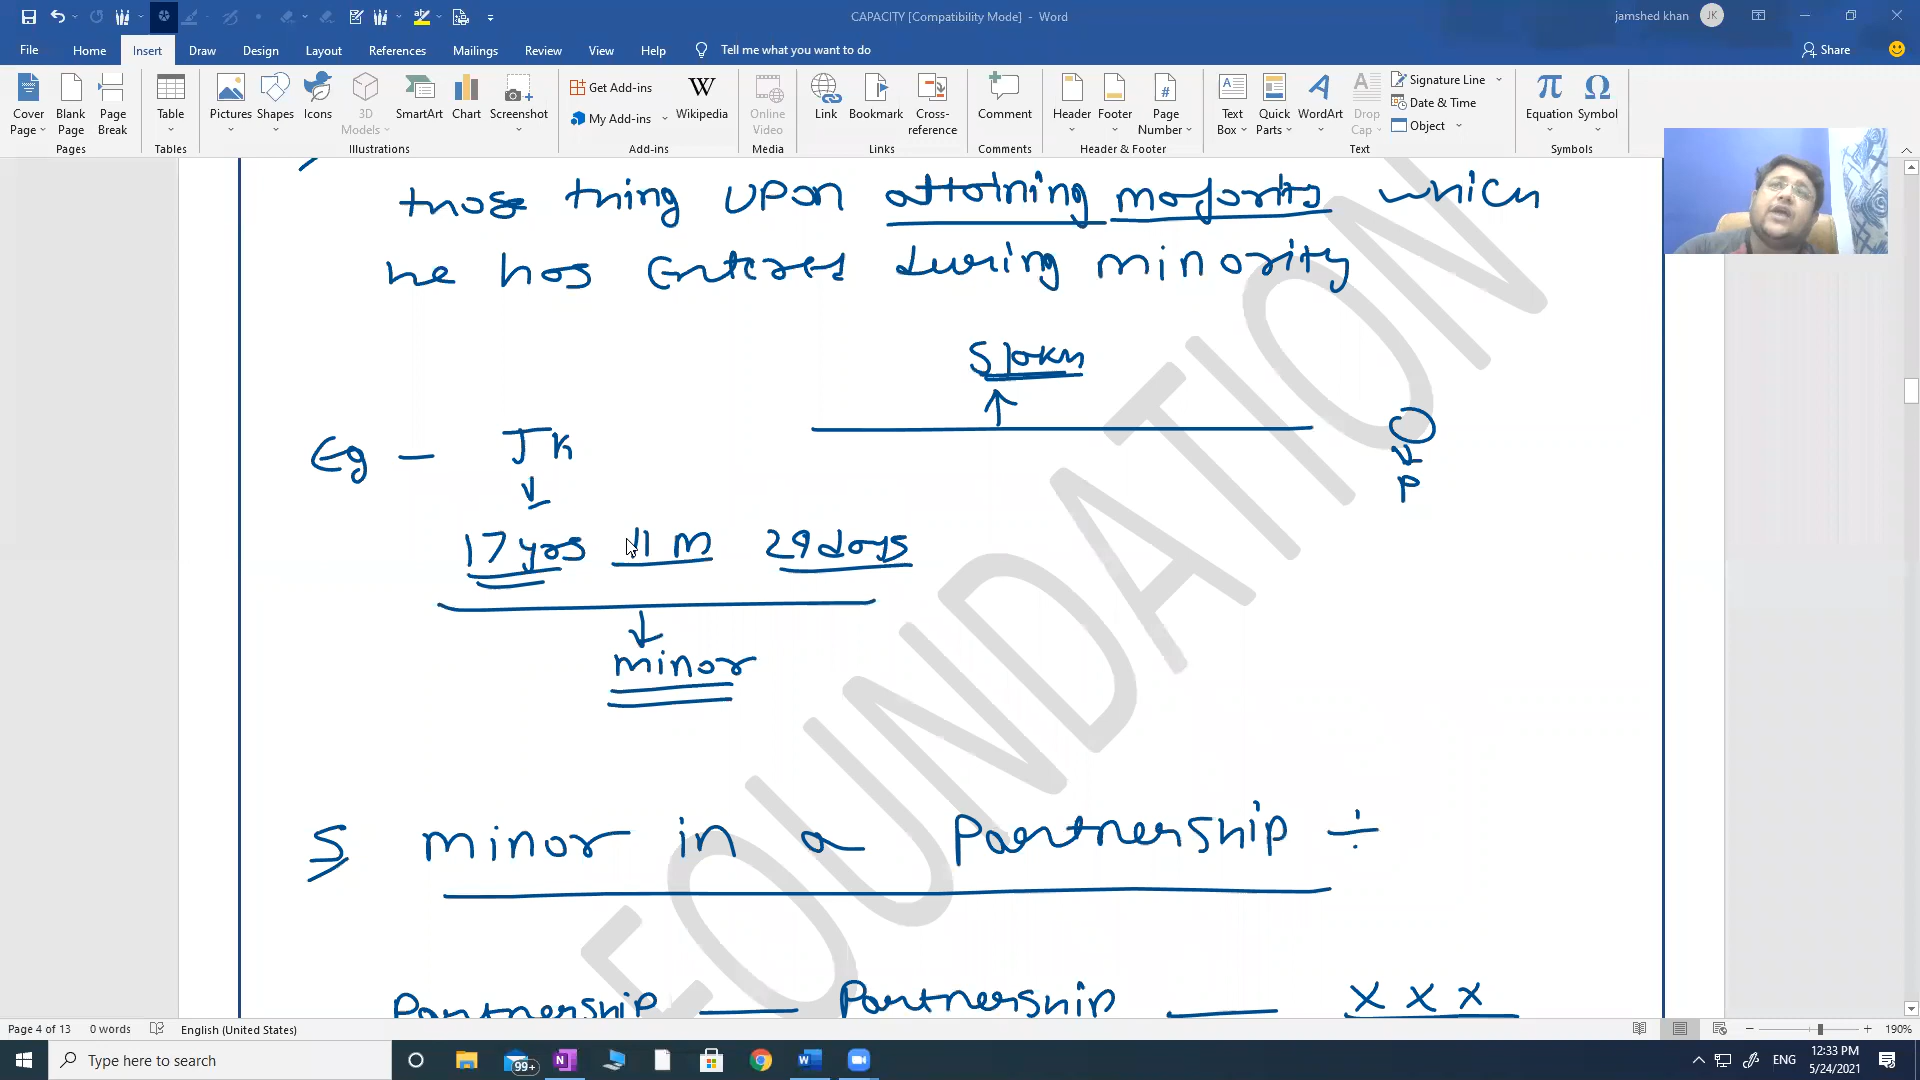 CAPACITY [Compatibility Mode] - Word
jamshed khan JK
File Home Insert Draw Design Layout References Mailings Review View Help Tell me what you want to do Share
Cover Page Blank Page Page Break
Pages
Table
Tables
Pictures Shapes Icons 3D Models SmartArt Chart Screenshot
Illustrations
Get Add-ins
My Add-ins
Wikipedia
Add-ins
Online Video
Media
Link Bookmark Cross-reference
Links
Comment
Comments
Header Footer Page Number
Header & Footer
Text Box Quick Parts WordArt Drop Cap
Signature Line
Date & Time
Object
Text
Equation Symbol
Symbols
those thing upon attaining majority which
he has entered during minority
5 lakh
Eg - JK
P
17 yrs 11 M 29 days
minor
5 minor in a Partnership ÷
Partnership Partnership x x x
FOUNDATION
Page 4 of 13 0 words English (United States) 190%
Type here to search
99+
ENG
12:33 PM
5/24/2021